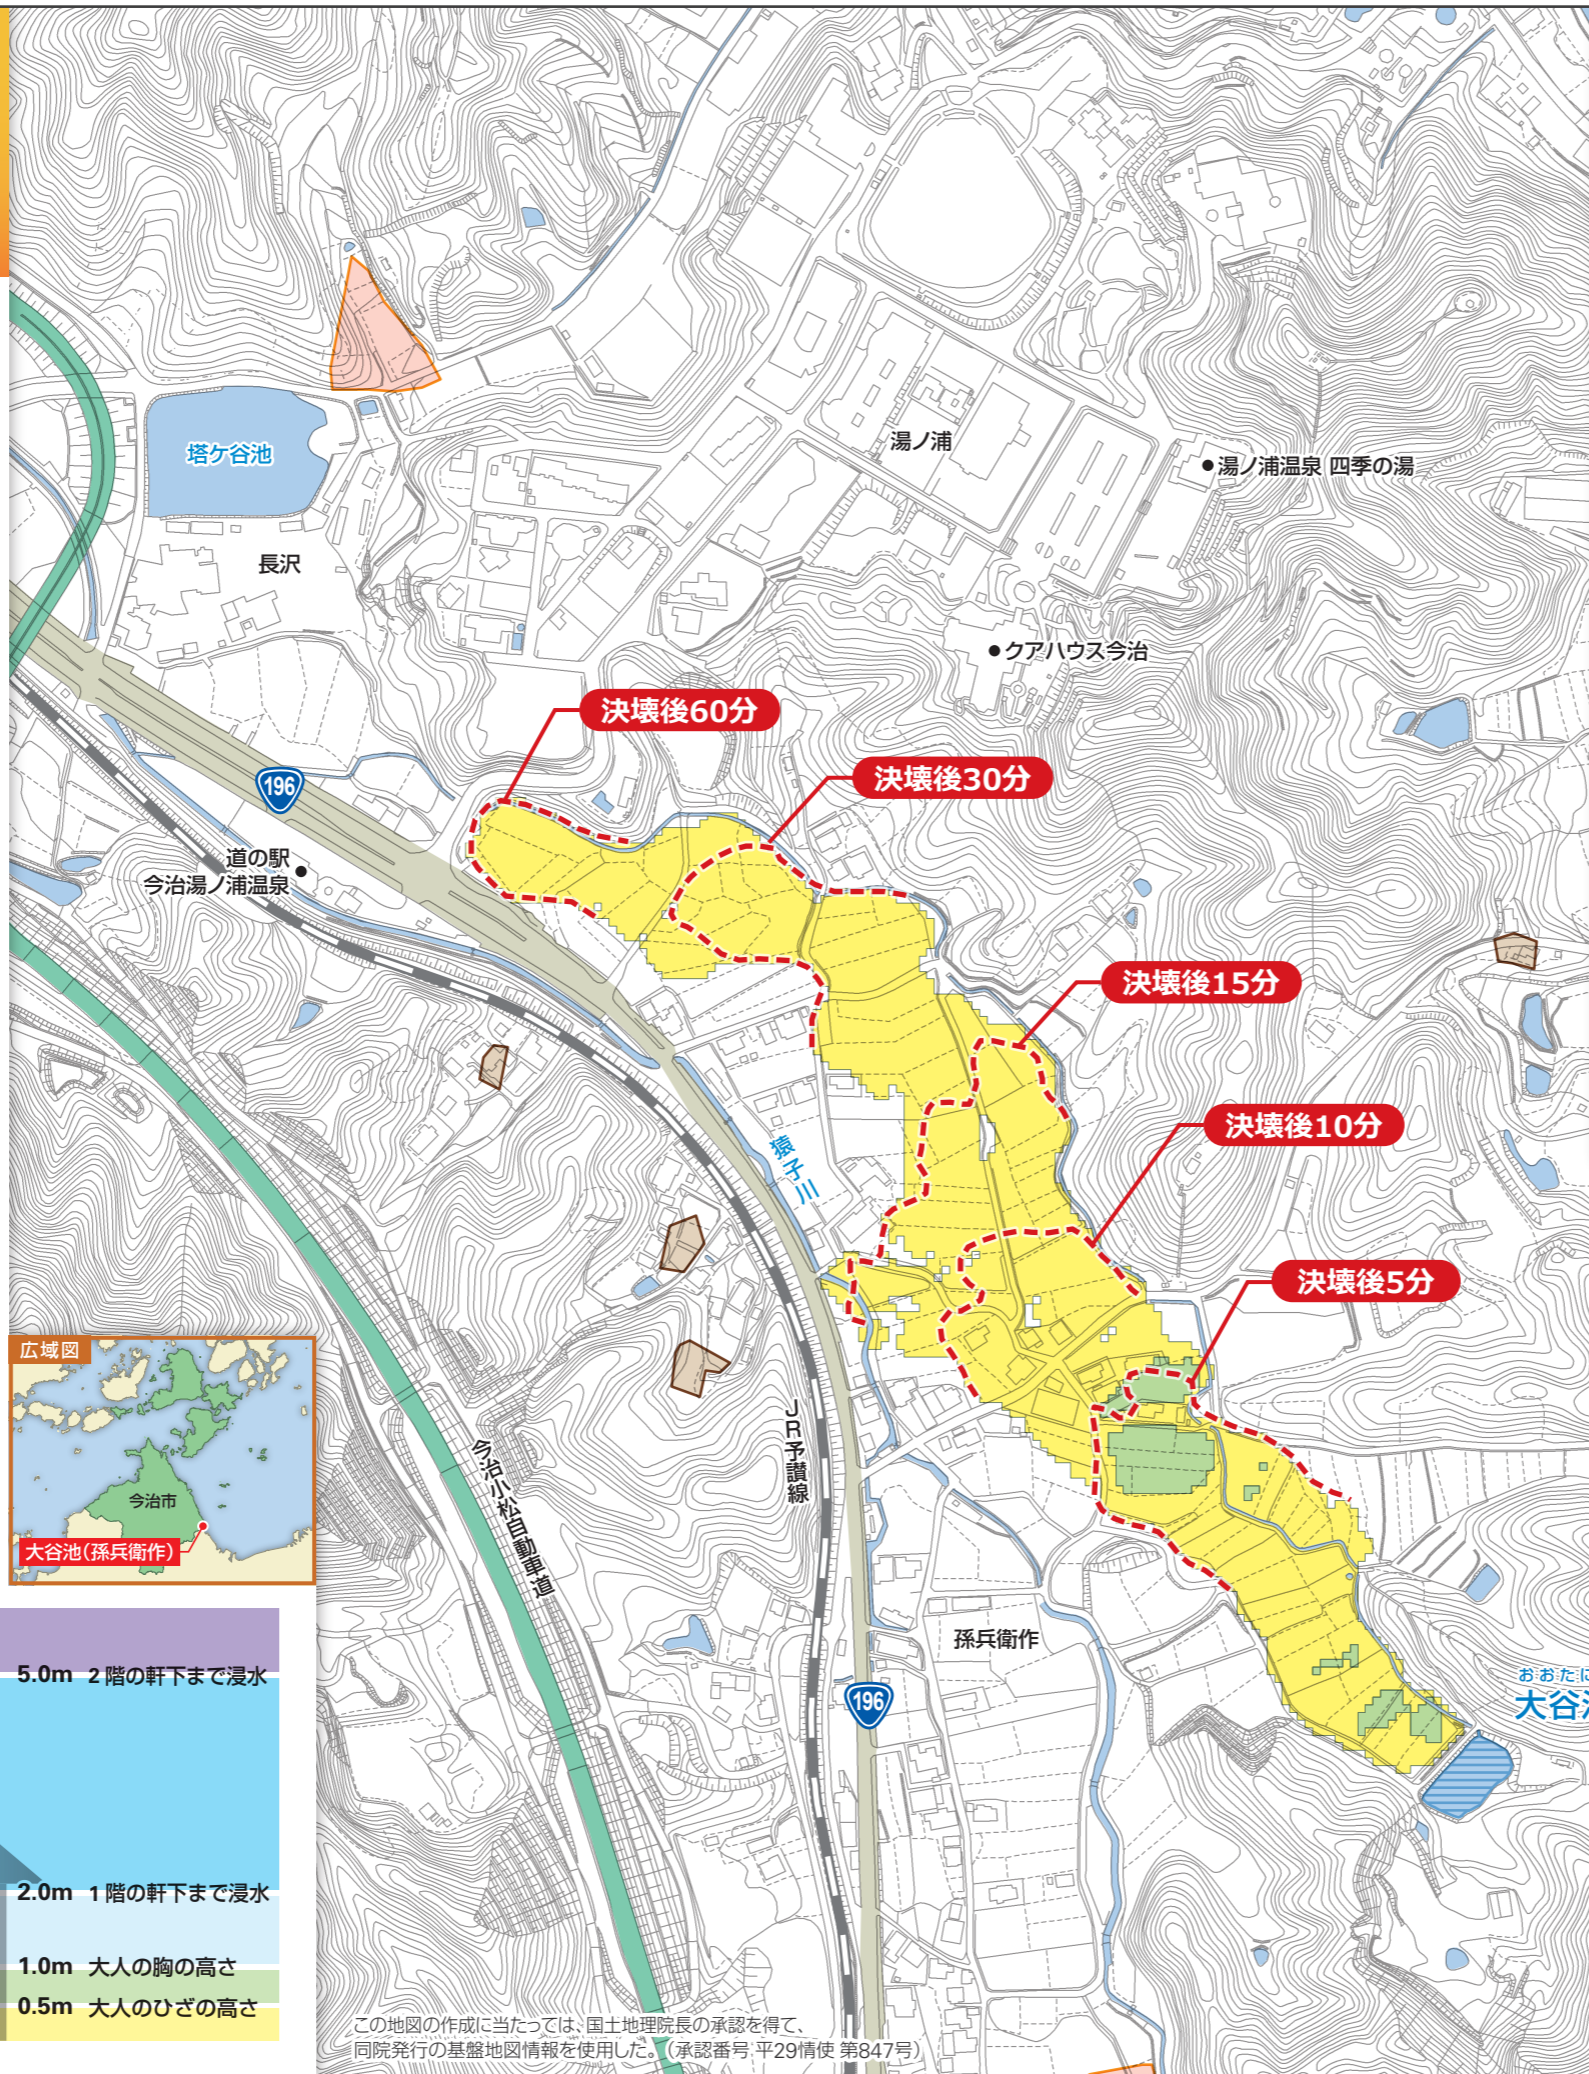 塔ケ谷池
湯ノ浦
湯ノ浦温泉 四季の湯
長沢
クアハウス今治
決壊後60分
決壊後30分
196
道の駅
今治湯ノ浦温泉
決壊後15分
決壊後10分
猿子川
決壊後5分
広域図
今治市
大谷池(孫兵衛作)
JR予讃線
今治小松自動車道
孫兵衛作
196
おおたに
大谷
5.0m 2階の軒下まで浸水
2.0m 1階の軒下まで浸水
1.0m 大人の胸の高さ
0.5m 大人のひざの高さ
この地図の作成に当たっては、国土地理院長の承認を得て、
同院発行の基盤地図情報を使用した。(承認番号 平29情使 第847号)